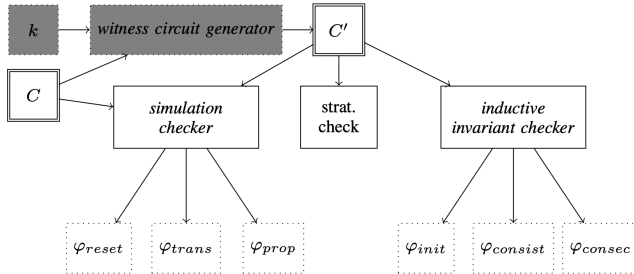 k
witness circuit generator
C′
C
simulation
checker
strat.
check
inductive
invariant checker
φreset
φtrans
φprop
φinit
φconsist
φconsec